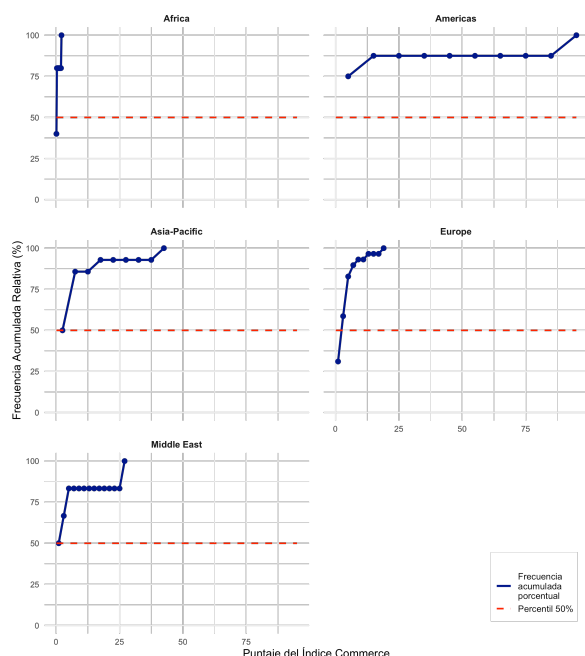 Africa
Americas
100
75
50
25
0
Asia-Pacific
Europe
100
75
50
25
0
0
25
50
75
Middle East
100
75
50
25
0
0
25
50
75
Frecuencia Acumulada Relativa (%)
Puntaje del Índice Commerce
Frecuencia
acumulada
porcentual
Percentil 50%